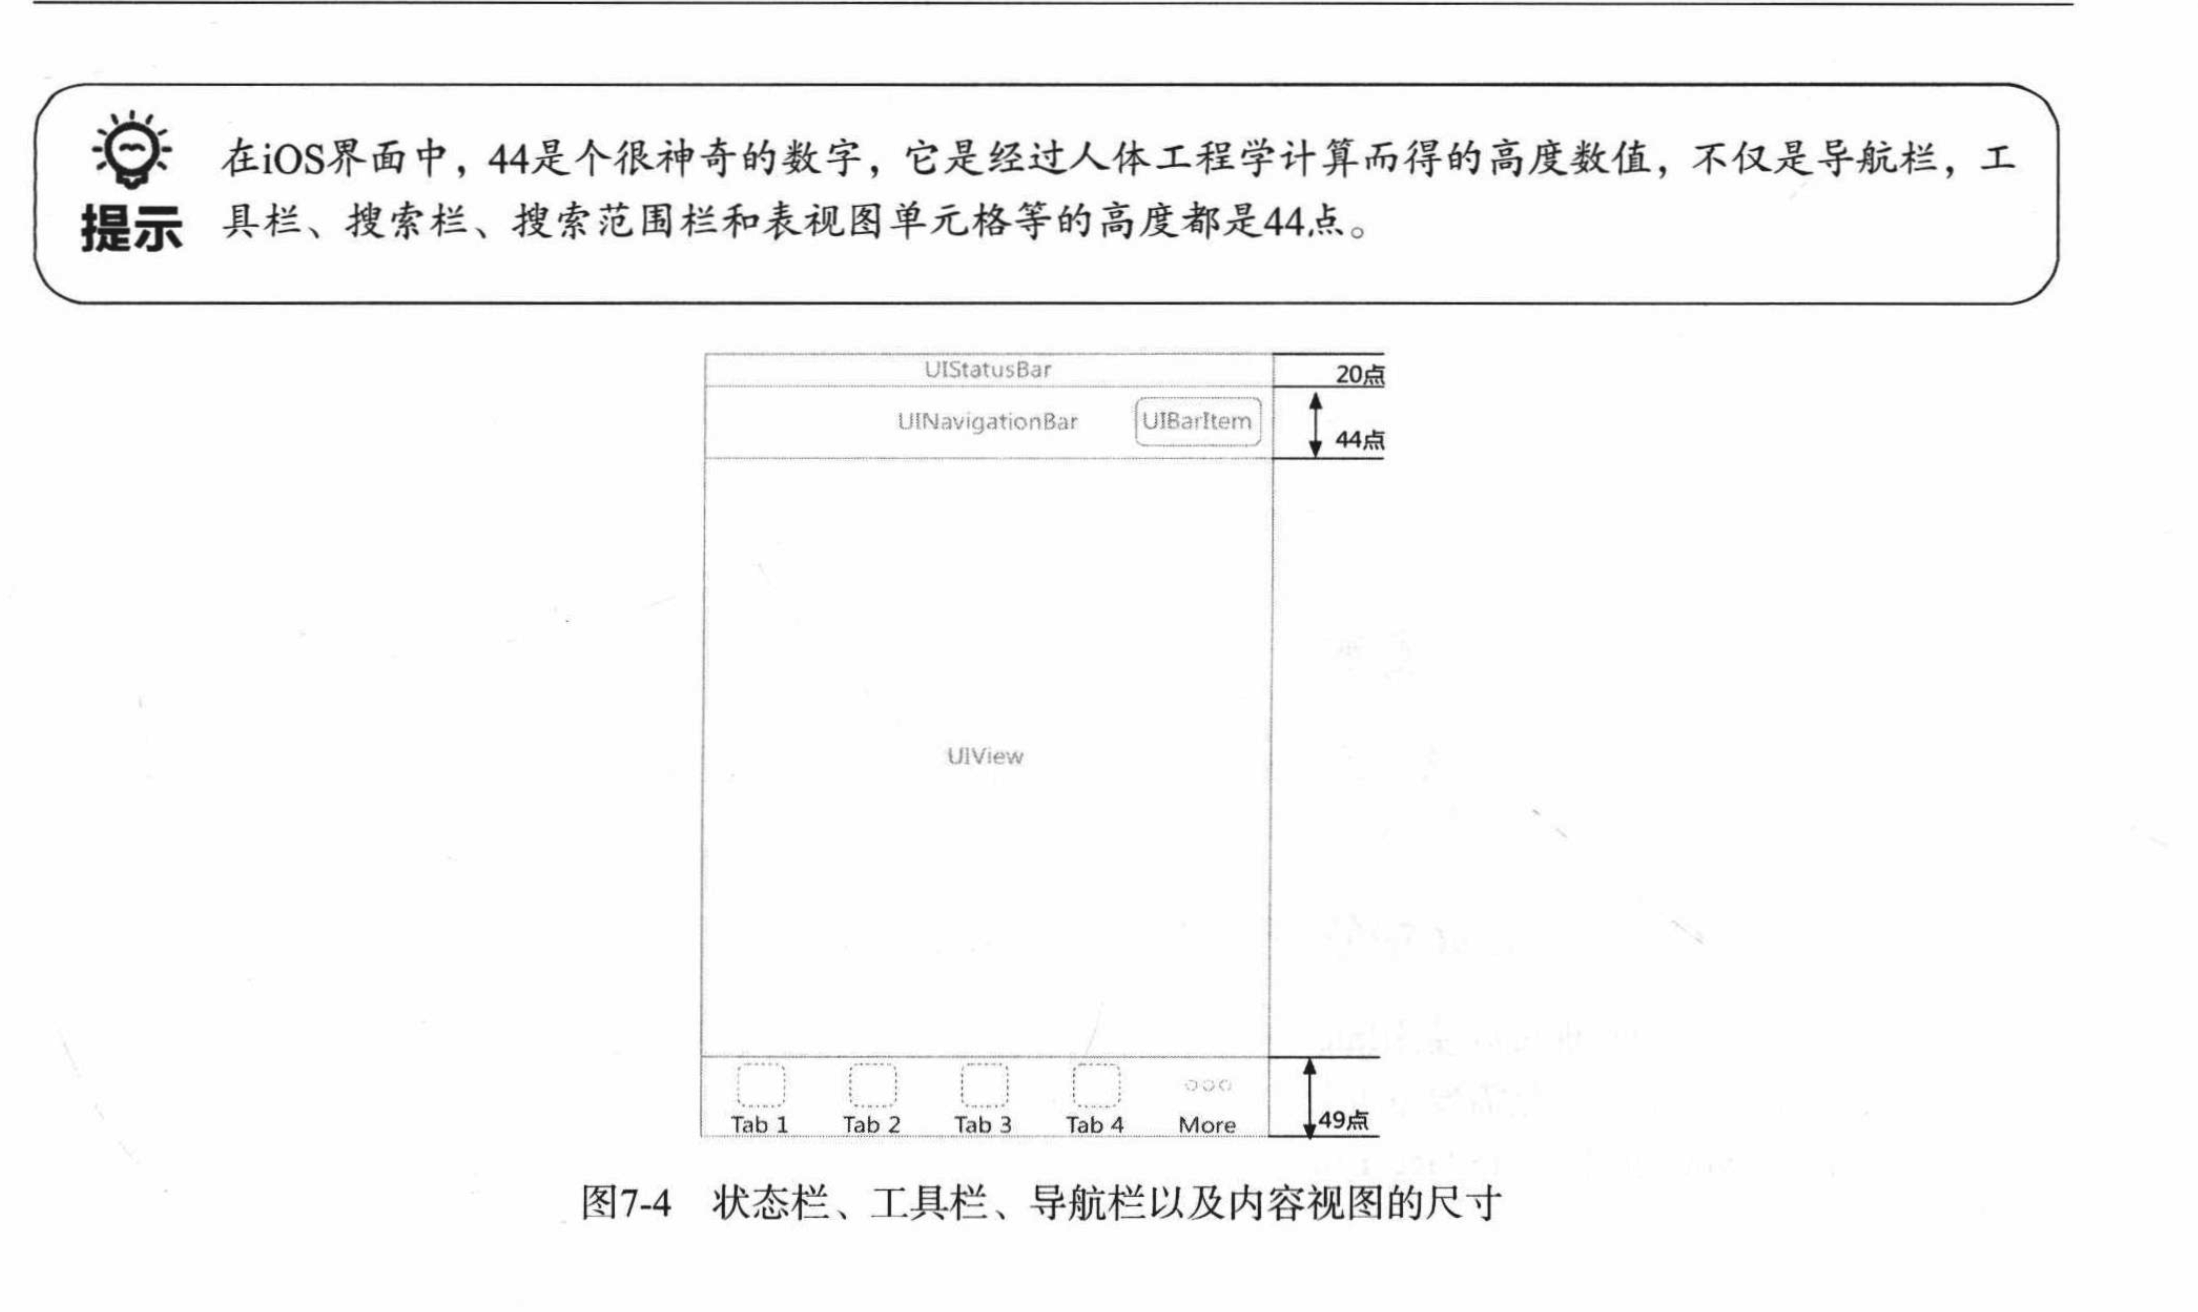 在iOS界面中，44是个很神奇的数字，它是经过人体工程学计算而得的高度数值，不仅是导航栏，工
提示 具栏、搜索栏、搜索范围栏和表视图单元格等的高度都是44点。
UIStatusBar
20点
UINavigationBar
UIBarItem
44点
UIView
Tab 1
Tab 2
Tab 3
Tab 4
More
49点
图7-4 状态栏、工具栏、导航栏以及内容视图的尺寸